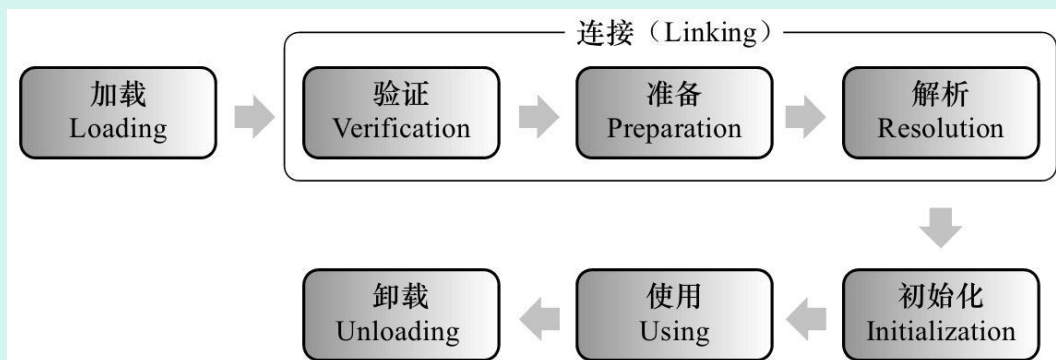 连接（Linking）
加载
Loading
验证
Verification
准备
Preparation
解析
Resolution
初始化
Initialization
使用
Using
卸载
Unloading